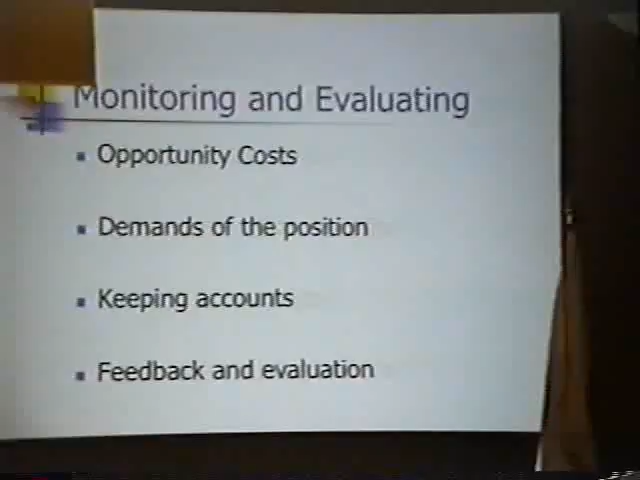 Monitoring and Evaluating
Opportunity Costs
Demands of the position
Keeping accounts
Feedback and evaluation